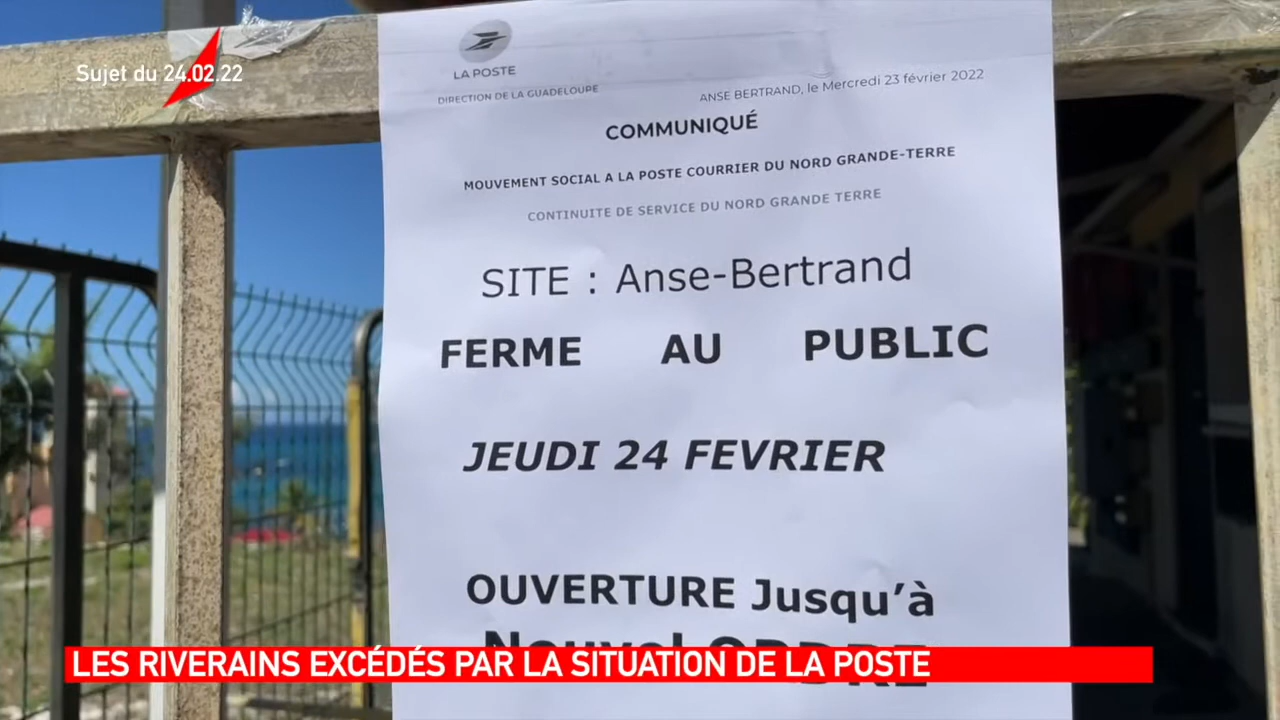 Sujet du 24.02.22
LA POSTE
DIRECTION DE LA GUADELOUPE
ANSE BERTRAND, le Mercredi 23 février 2022
COMMUNIQUÉ
MOUVEMENT SOCIAL A LA POSTE COURRIER DU NORD GRANDE-TERRE
CONTINUITE DE SERVICE DU NORD GRANDE TERRE
SITE : Anse-Bertrand
FERME AU PUBLIC
JEUDI 24 FEVRIER
OUVERTURE Jusqu'à
Nouvel ORDRE
LES RIVERAINS EXCÉDÉS PAR LA SITUATION DE LA POSTE